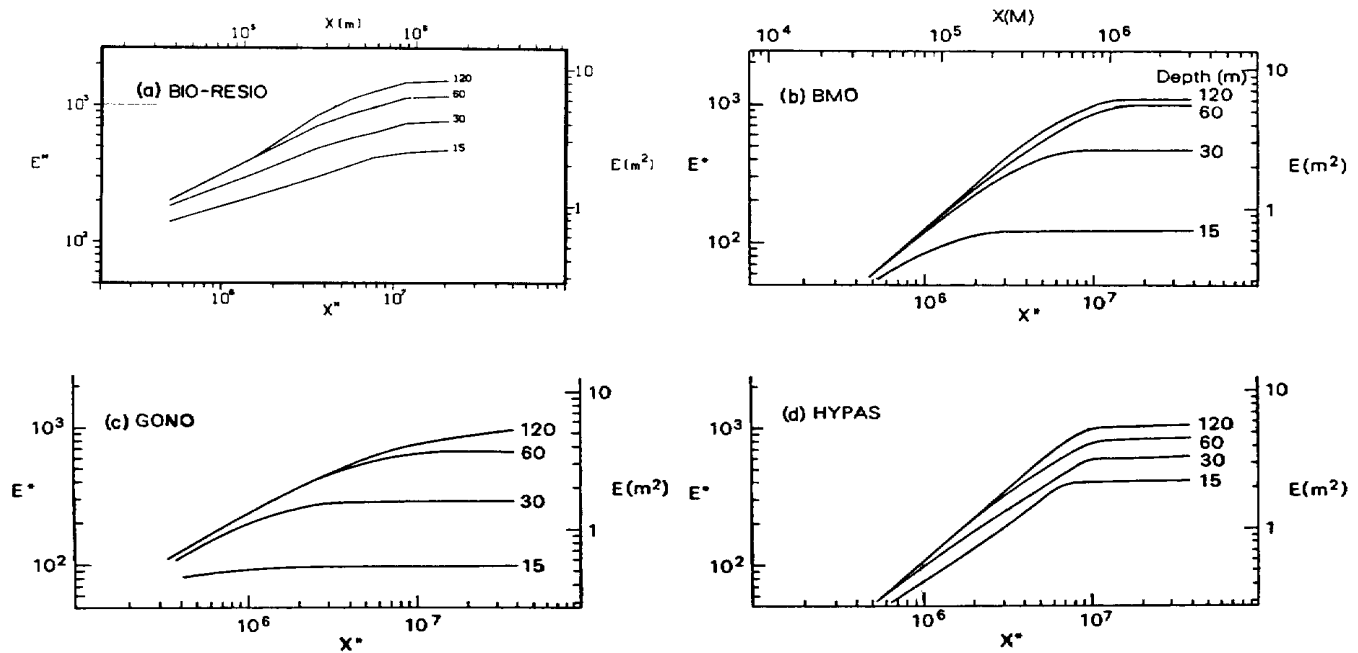 X(m)
10⁵ 10⁶
(a) BIO-RESIO
120
60
30
15
10³
10²
E"
10
1
E(m²)
10⁶ 10⁷
X"
X(M)
10⁴ 10⁵ 10⁶
(b) BMO
Depth (m)
120
60
30
15
10³
10²
E*
10
1
E(m²)
10⁶ 10⁷
X*
(c) GONO
120
60
30
15
10³
10²
E*
10
1
E(m²)
10⁶ 10⁷
X*
(d) HYPAS
120
60
30
15
10³
10²
E*
10
1
E(m²)
10⁶ 10⁷
X*